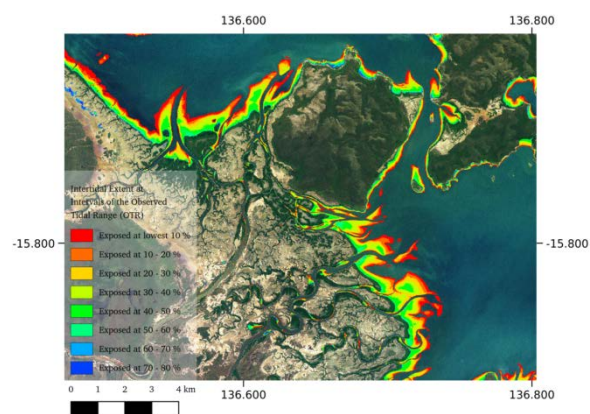 136.600 136.800
Intertidal Extent at
Intervals of the Observed
Tidal Range (OTR)
-15.800 -15.800
Exposed at lowest 10 %
Exposed at 10 - 20 %
Exposed at 20 - 30 %
Exposed at 30 - 40 %
Exposed at 40 - 50 %
Exposed at 50 - 60 %
Exposed at 60 - 70 %
Exposed at 70 - 80 %
0 1 2 3 4 km
136.600 136.800